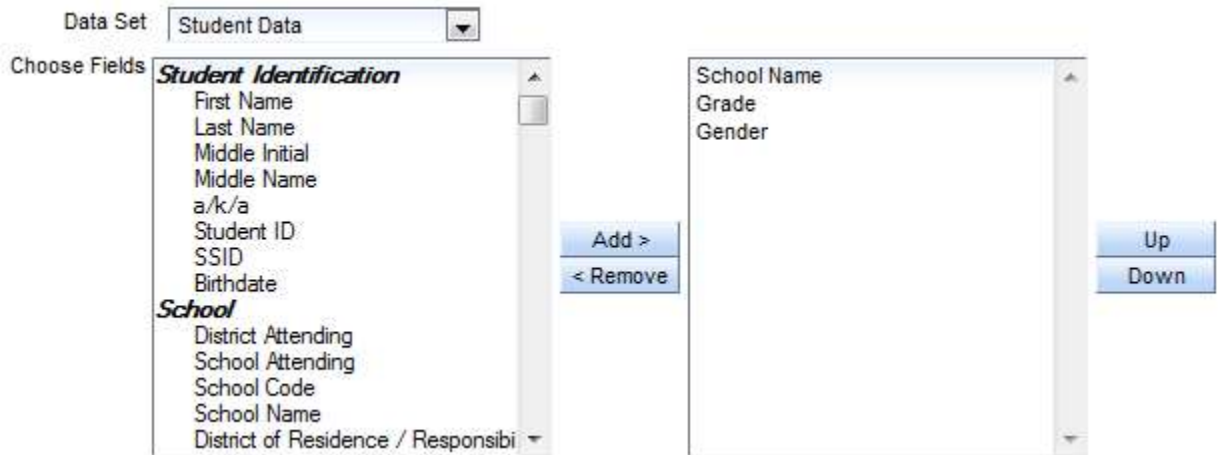 Data Set Student Data
Choose Fields
Student Identification
First Name
Last Name
Middle Initial
Middle Name
a/k/a
Student ID
SSID
Birthdate
School
District Attending
School Attending
School Code
School Name
District of Residence / Responsibi
Add >
< Remove
School Name
Grade
Gender
Up
Down